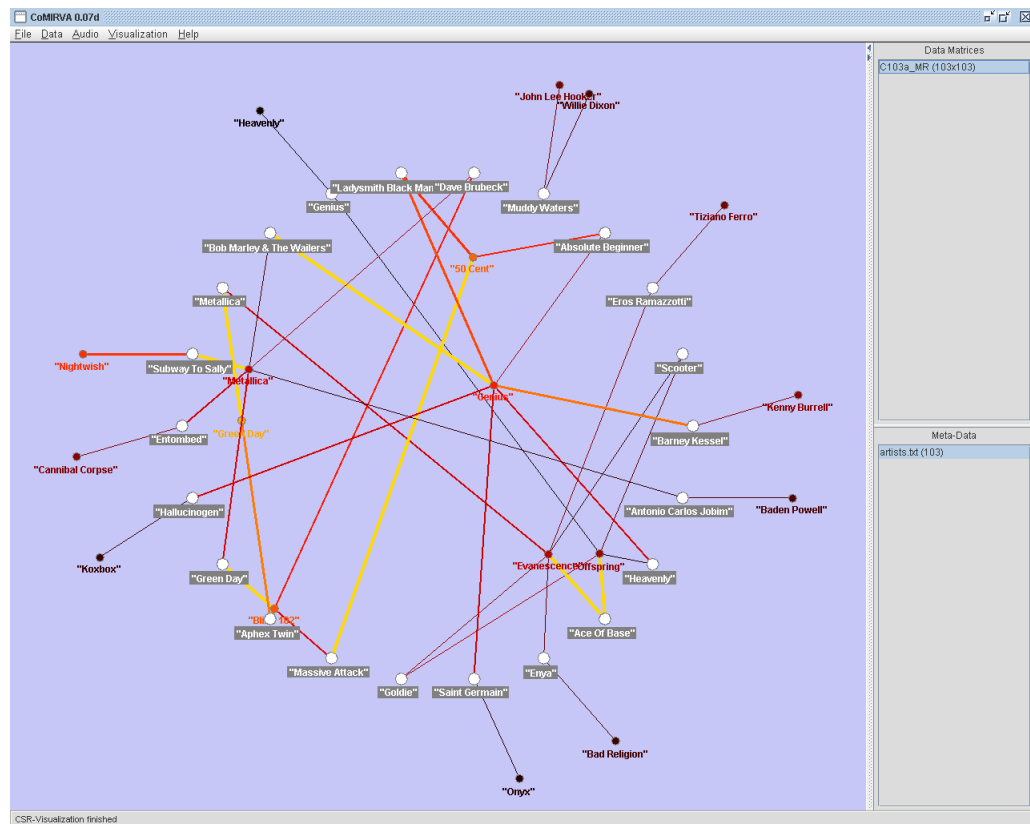 CoMIRVA 0.07d
File Data Audio Visualization Help
Data Matrices
C103a_MR (103x103)
"John Lee Hooker"
"Willie Dixon"
"Heavenly"
"Ladysmith Black Mam
"Dave Brubeck"
"Genius"
"Muddy Waters"
"Tiziano Ferro"
"Bob Marley & The Wailers"
"Absolute Beginner"
"50 Cent"
"Metallica"
"Eros Ramazzotti"
"Nightwish"
"Subway To Sally"
"Scooter"
"Metallica"
"Genius"
"Kenny Burrell"
"Green Day"
"Entombed"
"Barney Kessel"
Meta-Data
artists.txt (103)
"Cannibal Corpse"
"Hallucinogen"
"Antonio Carlos Jobim"
"Baden Powell"
"Koxbox"
"Evanescence"
"Offspring"
"Green Day"
"Heavenly"
"Aphex Twin"
"Ace Of Base"
"Massive Attack"
"Enya"
"Goldie"
"Saint Germain"
"Bad Religion"
"Onyx"
CSR-Visualization finished